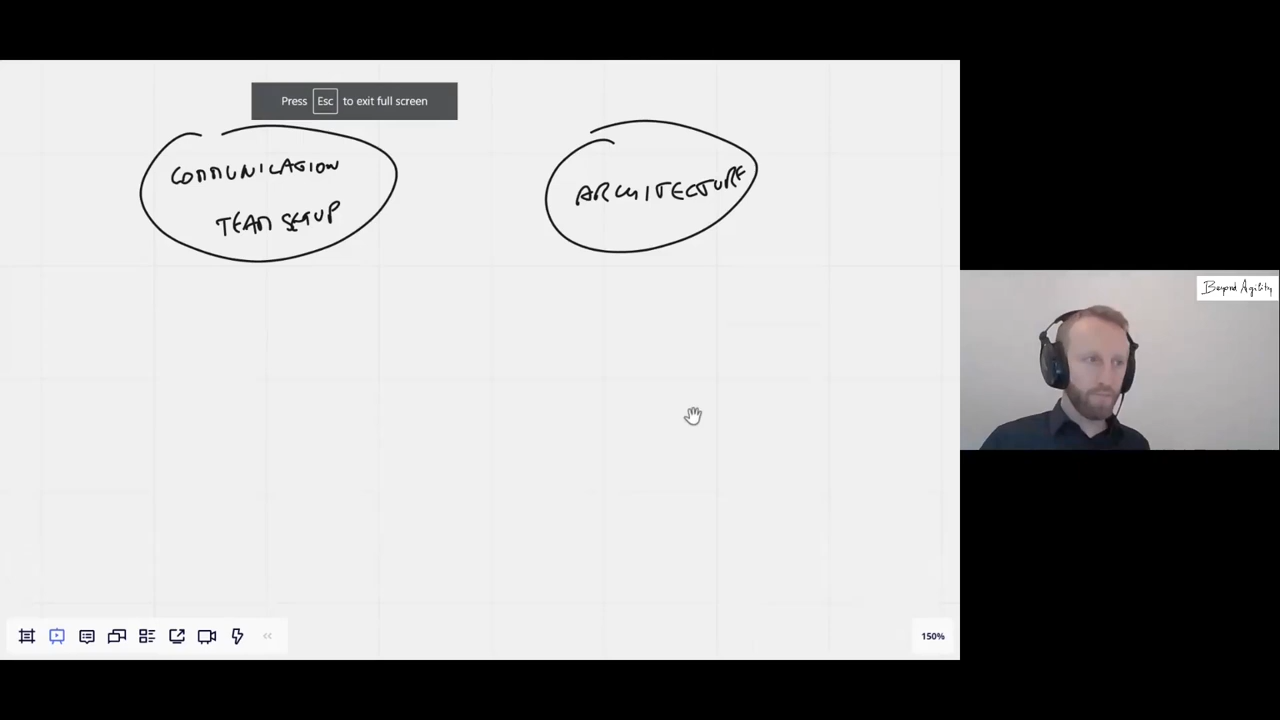 Press Esc to exit full screen
COMMUNICATION
TEAM SETUP
ARCHITECTURE
Beyond Agility
150%